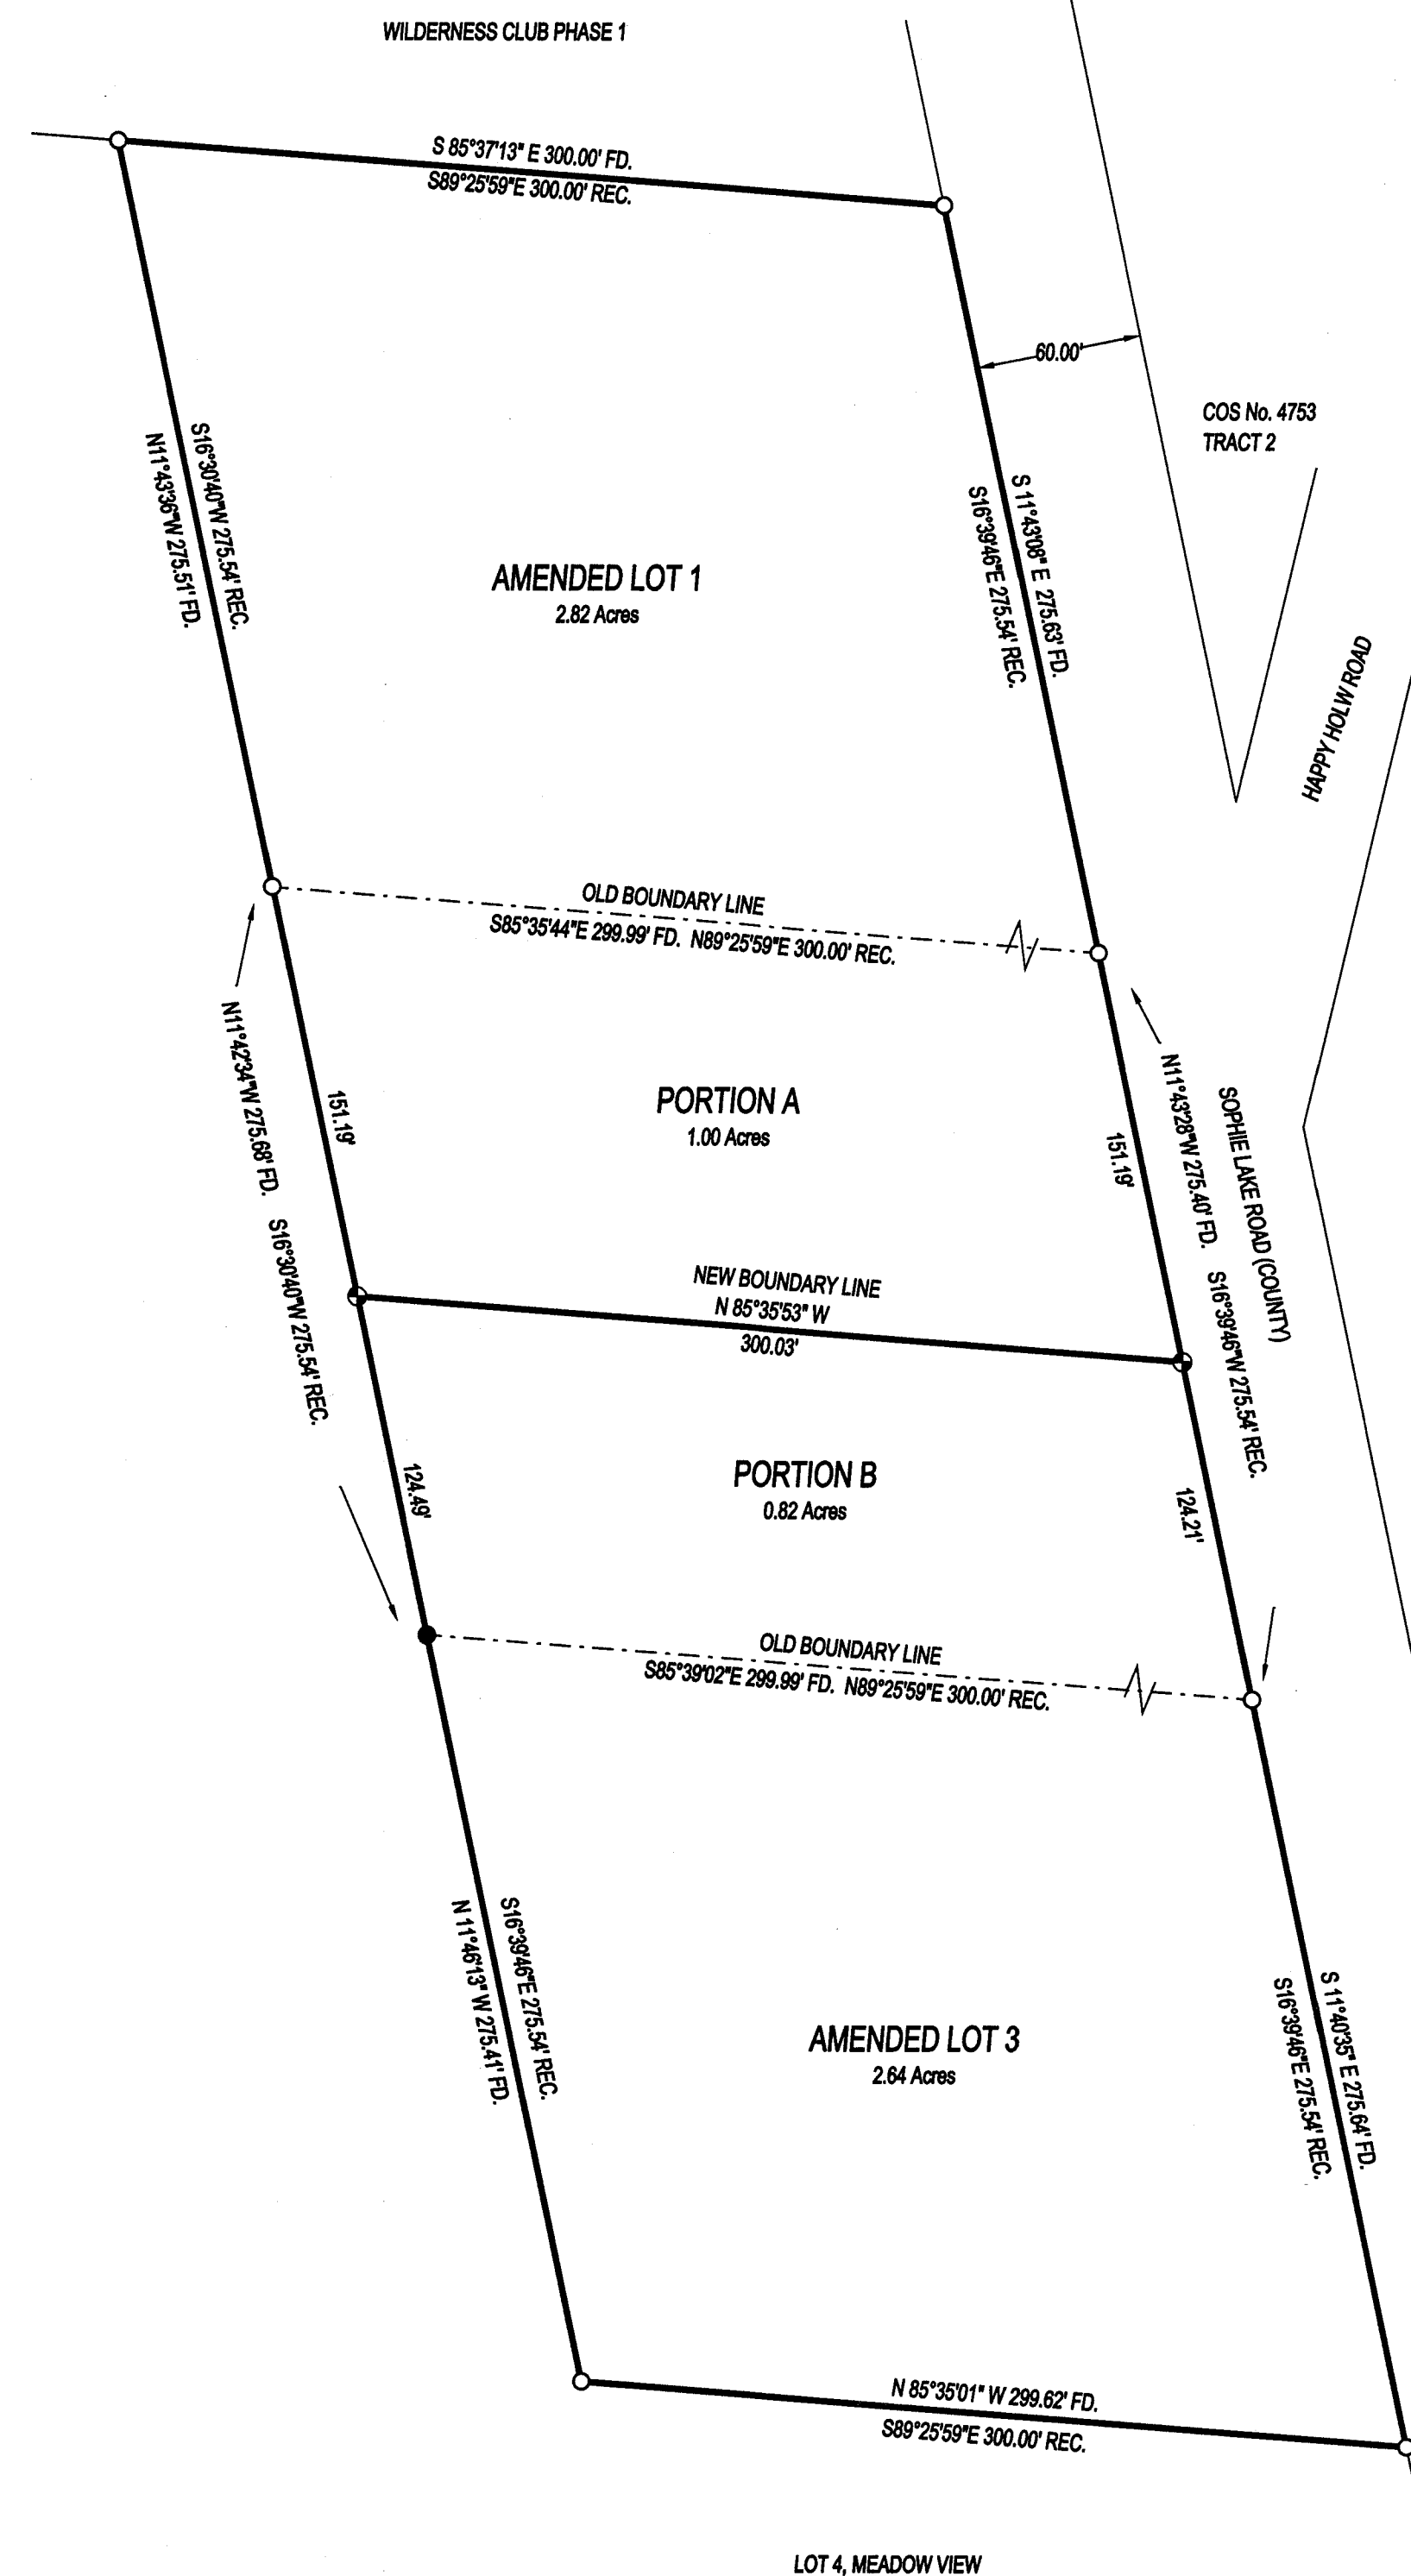 WILDERNESS CLUB PHASE 1
S 85°37'13" E 300.00' FD.
S89°25'59"E 300.00' REC.
60.00'
COS No. 4753
TRACT 2
S16°30'40"W 275.54' REC.
N11°43'36"W 275.51' FD.
S 11°43'08" E 275.63' FD.
S16°39'46"E 275.54' REC.
AMENDED LOT 1
2.82 Acres
HAPPY HOLW ROAD
OLD BOUNDARY LINE
S85°35'44"E 299.99' FD. N89°25'59"E 300.00' REC.
N11°42'34"W 275.68' FD. S16°30'40"W 275.54' REC.
151.19'
PORTION A
1.00 Acres
151.19'
N11°43'28"W 275.40' FD. S16°39'46"W 275.54' REC.
SOPHIE LAKE ROAD (COUNTY)
NEW BOUNDARY LINE
N 85°35'53" W
300.03'
124.49'
PORTION B
0.82 Acres
124.21'
OLD BOUNDARY LINE
S85°39'02"E 299.99' FD. N89°25'59"E 300.00' REC.
S16°39'46"E 275.54' REC.
N 11°46'13" W 275.41' FD.
AMENDED LOT 3
2.64 Acres
S 11°40'35" E 275.64' FD.
S16°39'46"E 275.54' REC.
N 85°35'01" W 299.62' FD.
S89°25'59"E 300.00' REC.
LOT 4, MEADOW VIEW